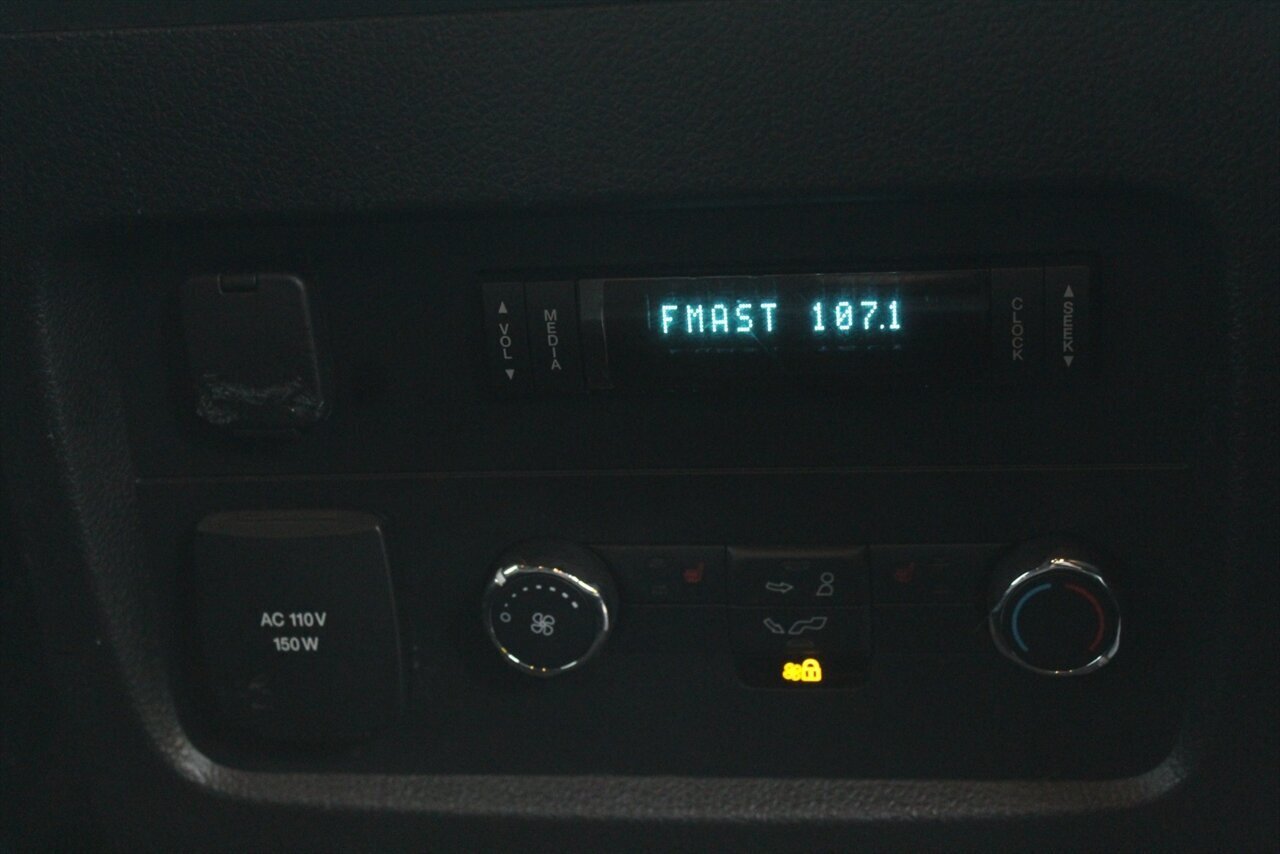 VOL
MEDIA
FMAST 107.1
CLOCK
SEEK
AC 110V
150W